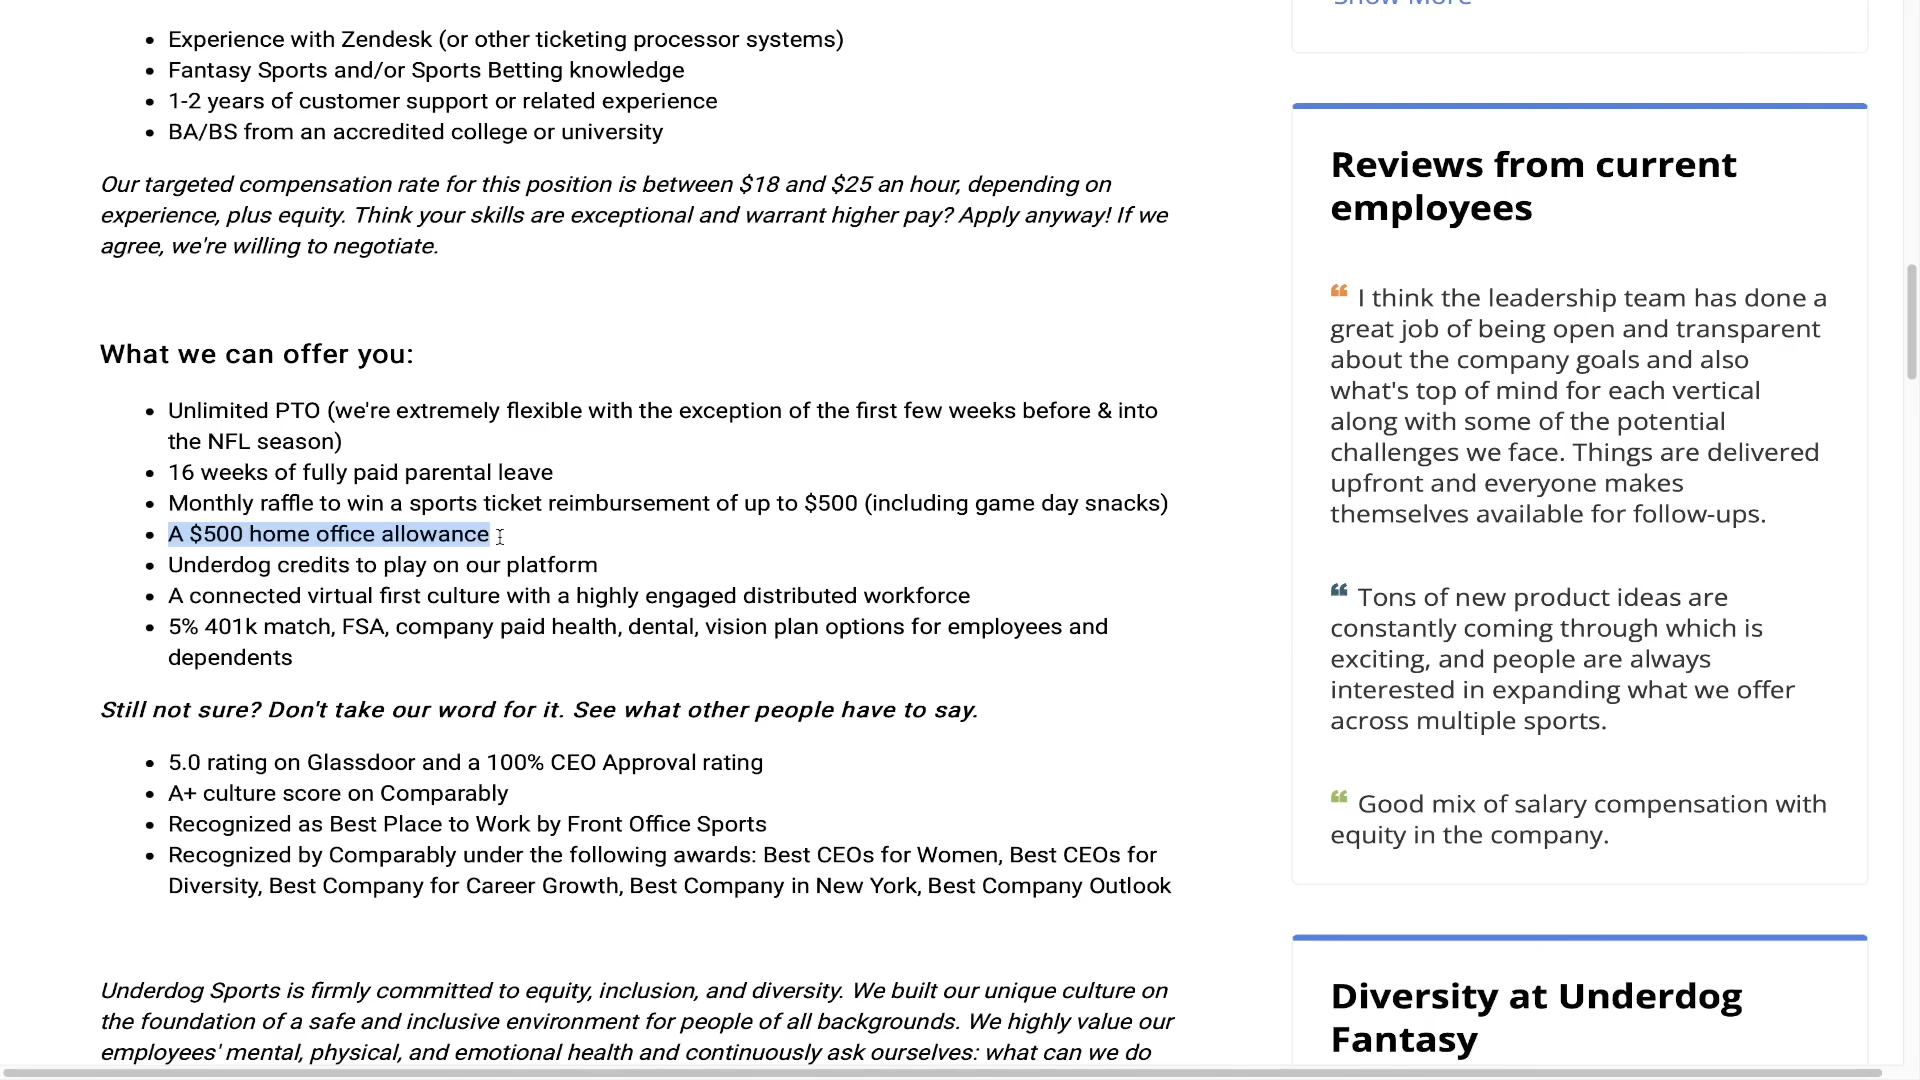 Show More
Experience with Zendesk (or other ticketing processor systems)
Fantasy Sports and/or Sports Betting knowledge
1-2 years of customer support or related experience
BA/BS from an accredited college or university
Our targeted compensation rate for this position is between $18 and $25 an hour, depending on
experience, plus equity. Think your skills are exceptional and warrant higher pay? Apply anyway! If we
agree, we're willing to negotiate.
What we can offer you:
Unlimited PTO (we're extremely flexible with the exception of the first few weeks before & into
the NFL season)
16 weeks of fully paid parental leave
Monthly raffle to win a sports ticket reimbursement of up to $500 (including game day snacks)
A $500 home office allowance
Underdog credits to play on our platform
A connected virtual first culture with a highly engaged distributed workforce
5% 401k match, FSA, company paid health, dental, vision plan options for employees and
dependents
Still not sure? Don't take our word for it. See what other people have to say.
5.0 rating on Glassdoor and a 100% CEO Approval rating
A+ culture score on Comparably
Recognized as Best Place to Work by Front Office Sports
Recognized by Comparably under the following awards: Best CEOs for Women, Best CEOs for
Diversity, Best Company for Career Growth, Best Company in New York, Best Company Outlook
Underdog Sports is firmly committed to equity, inclusion, and diversity. We built our unique culture on
the foundation of a safe and inclusive environment for people of all backgrounds. We highly value our
employees' mental, physical, and emotional health and continuously ask ourselves: what can we do
Reviews from current
employees
❝ I think the leadership team has done a
great job of being open and transparent
about the company goals and also
what's top of mind for each vertical
along with some of the potential
challenges we face. Things are delivered
upfront and everyone makes
themselves available for follow-ups.
❝ Tons of new product ideas are
constantly coming through which is
exciting, and people are always
interested in expanding what we offer
across multiple sports.
❝ Good mix of salary compensation with
equity in the company.
Diversity at Underdog
Fantasy